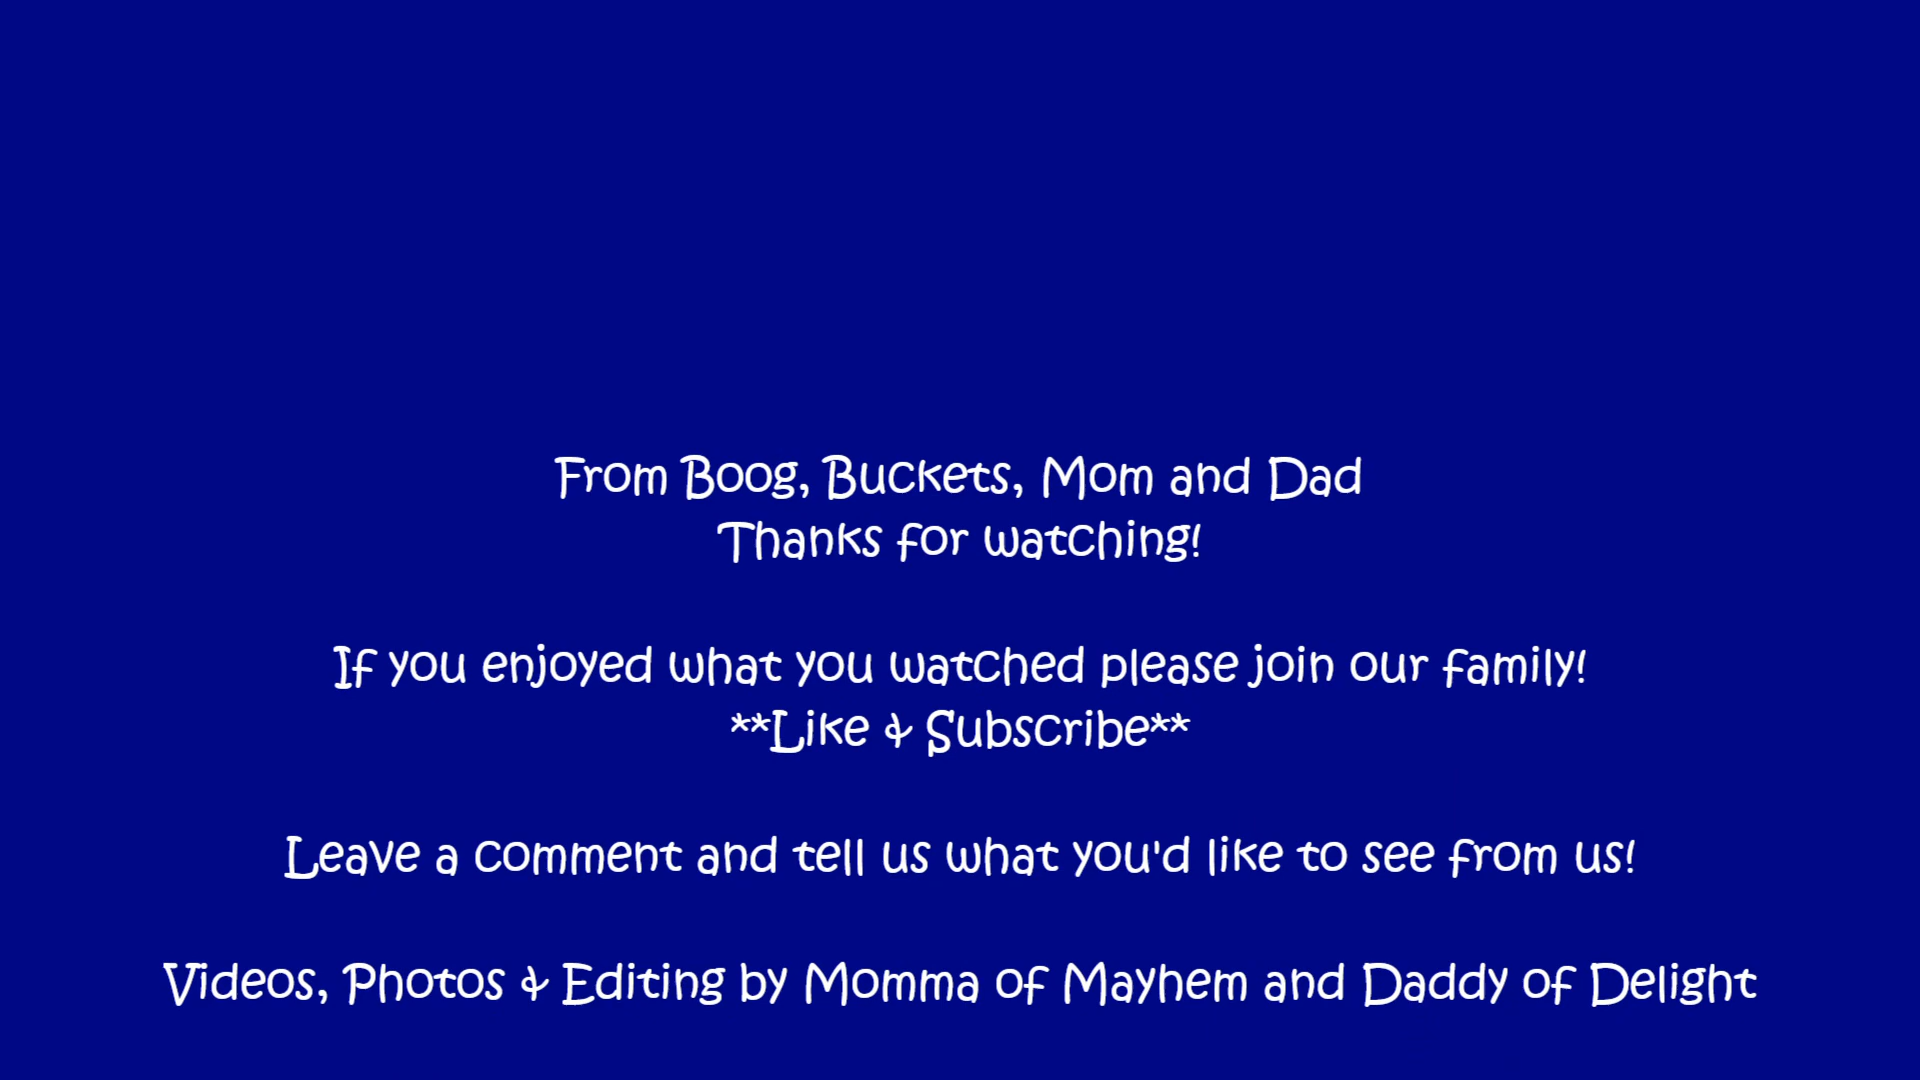 From Boog, Buckets, Mom and Dad
Thanks for watching!
If you enjoyed what you watched please join our family!
**Like & Subscribe**
Leave a comment and tell us what you'd like to see from us!
Videos, Photos & Editing by Momma of Mayhem and Daddy of Delight